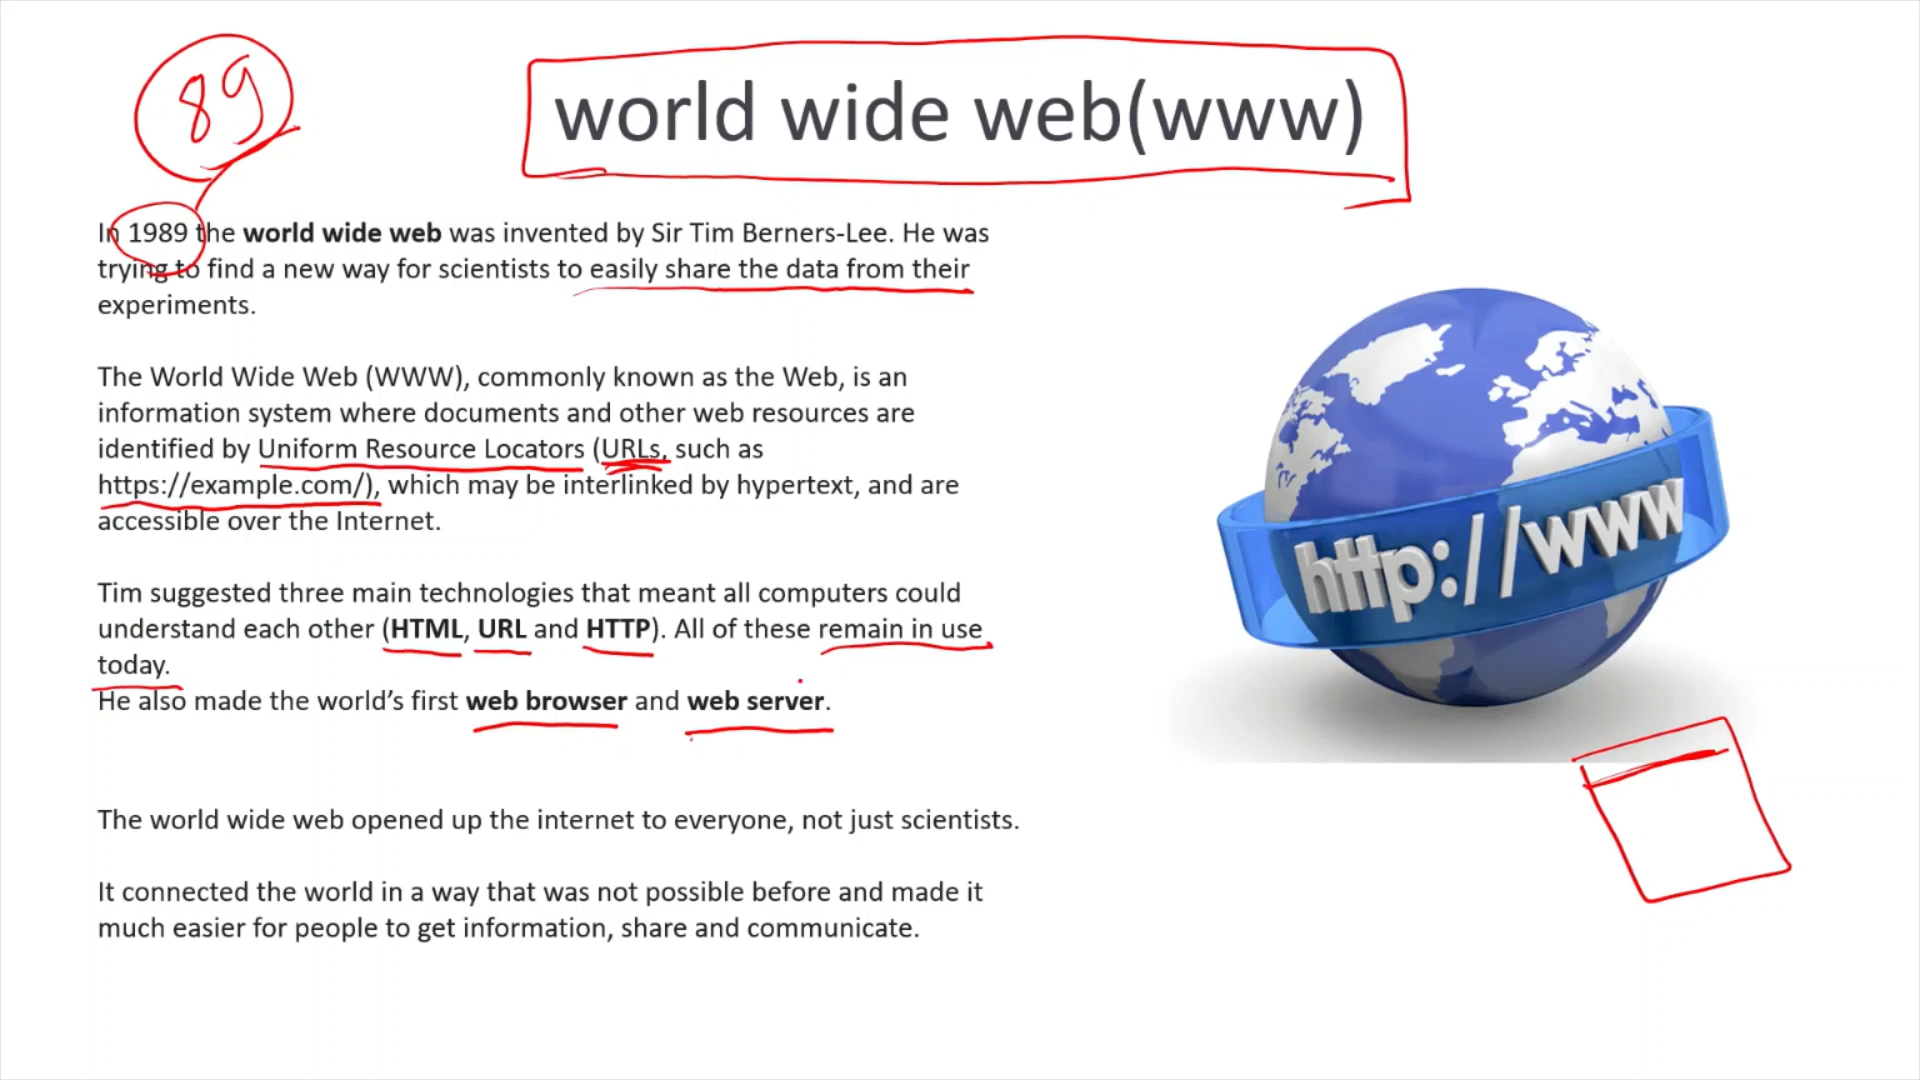 89
world wide web(www)
In 1989 the world wide web was invented by Sir Tim Berners-Lee. He was
trying to find a new way for scientists to easily share the data from their
experiments.
The World Wide Web (WWW), commonly known as the Web, is an
information system where documents and other web resources are
identified by Uniform Resource Locators (URLs, such as
https://example.com/), which may be interlinked by hypertext, and are
accessible over the Internet.
Tim suggested three main technologies that meant all computers could
understand each other (HTML, URL and HTTP). All of these remain in use
today.
He also made the world’s first web browser and web server.
The world wide web opened up the internet to everyone, not just scientists.
It connected the world in a way that was not possible before and made it
much easier for people to get information, share and communicate.
http://www